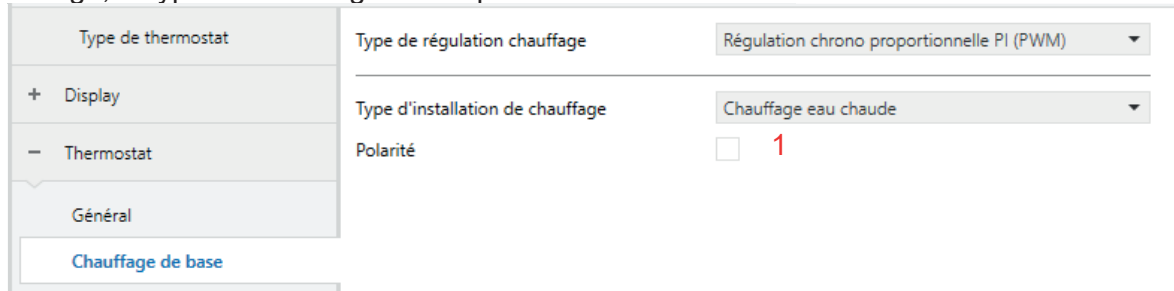 Type de thermostat
Type de régulation chauffage
Régulation chrono proportionnelle PI (PWM)
+ Display
Type d'installation de chauffage
Chauffage eau chaude
− Thermostat
Polarité
1
Général
Chauffage de base